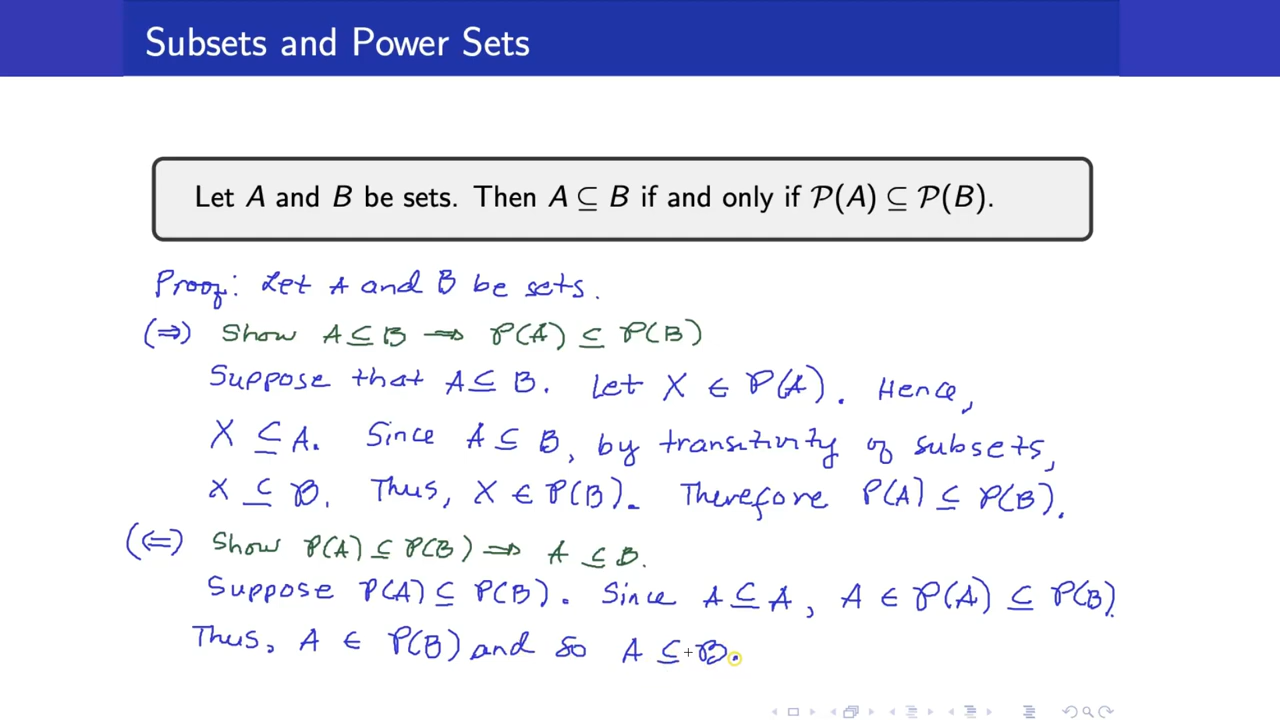 Subsets and Power Sets
Let A and B be sets. Then A ⊆ B if and only if 𝒫(A) ⊆ 𝒫(B).
Proof: Let A and B be sets.
(⇒) Show A ⊆ B ⟹ 𝒫(A) ⊆ 𝒫(B)
Suppose that A ⊆ B. Let X ∈ 𝒫(A). Hence,
X ⊆ A. Since A ⊆ B, by transitivity of subsets,
X ⊆ B. Thus, X ∈ 𝒫(B). Therefore 𝒫(A) ⊆ 𝒫(B).
(⇐) Show 𝒫(A) ⊆ 𝒫(B) ⟹ A ⊆ B.
Suppose 𝒫(A) ⊆ 𝒫(B). Since A ⊆ A, A ∈ 𝒫(A) ⊆ 𝒫(B).
Thus, A ∈ 𝒫(B) and so A ⊆ B.